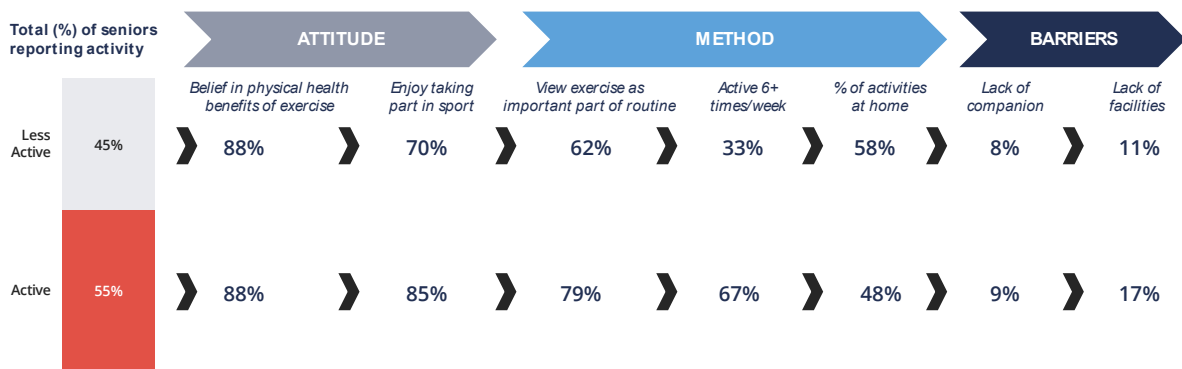 Total (%) of seniors
reporting activity
ATTITUDE
METHOD
BARRIERS
Belief in physical health
benefits of exercise
Enjoy taking
part in sport
View exercise as
important part of routine
Active 6+
times/week
% of activities
at home
Lack of
companion
Lack of
facilities
Less
Active
45%
88%
70%
62%
33%
58%
8%
11%
Active
55%
88%
85%
79%
67%
48%
9%
17%